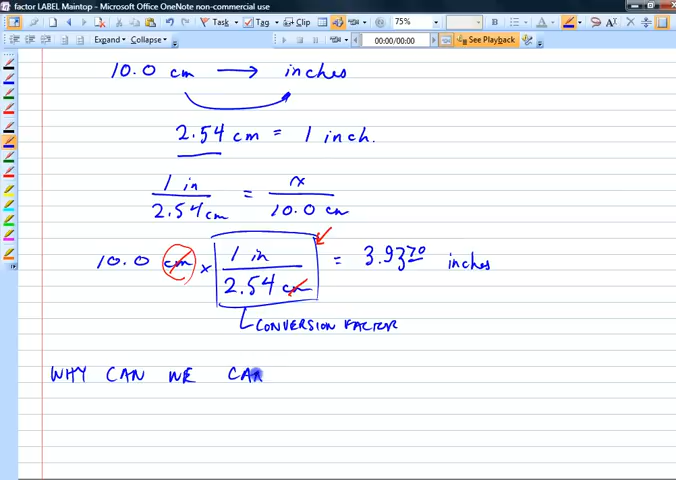 factor LABEL Maintop - Microsoft Office OneNote non-commercial use
Task Tag Clip 75% B
Expand Collapse 00:00/00:00 See Playback
10.0 cm → inches
2.54 cm = 1 inch.
1 in / 2.54 cm = x / 10.0 cm
10.0 cm × 1 in / 2.54 cm = 3.9370 inches
CONVERSION FACTOR
WHY CAN WE CAN